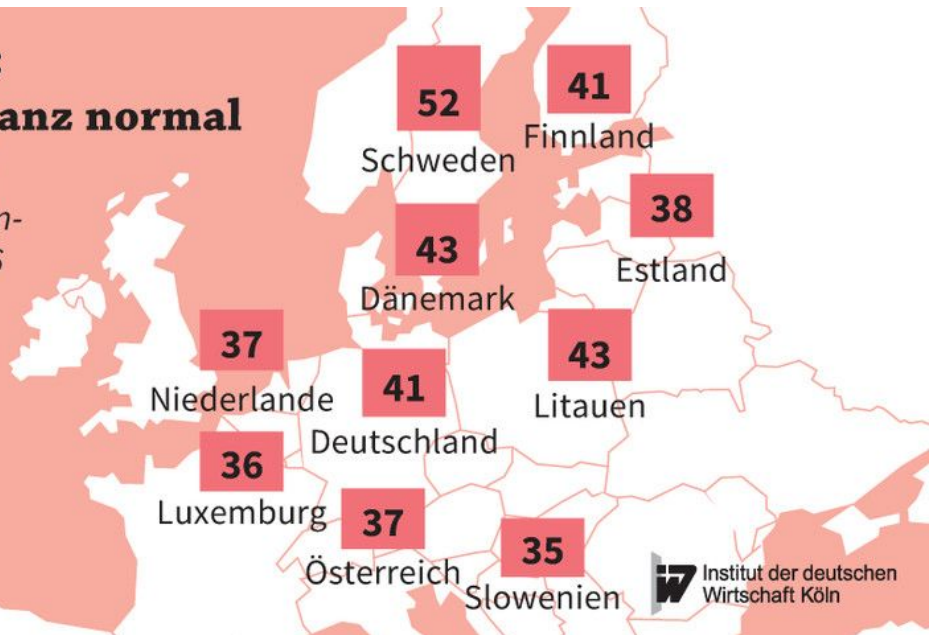 anz normal
n-
52
Schweden
41
Finnland
38
Estland
43
Dänemark
37
Niederlande
41
Deutschland
43
Litauen
36
Luxemburg
37
Österreich
35
Slowenien
Institut der deutschen
Wirtschaft Köln